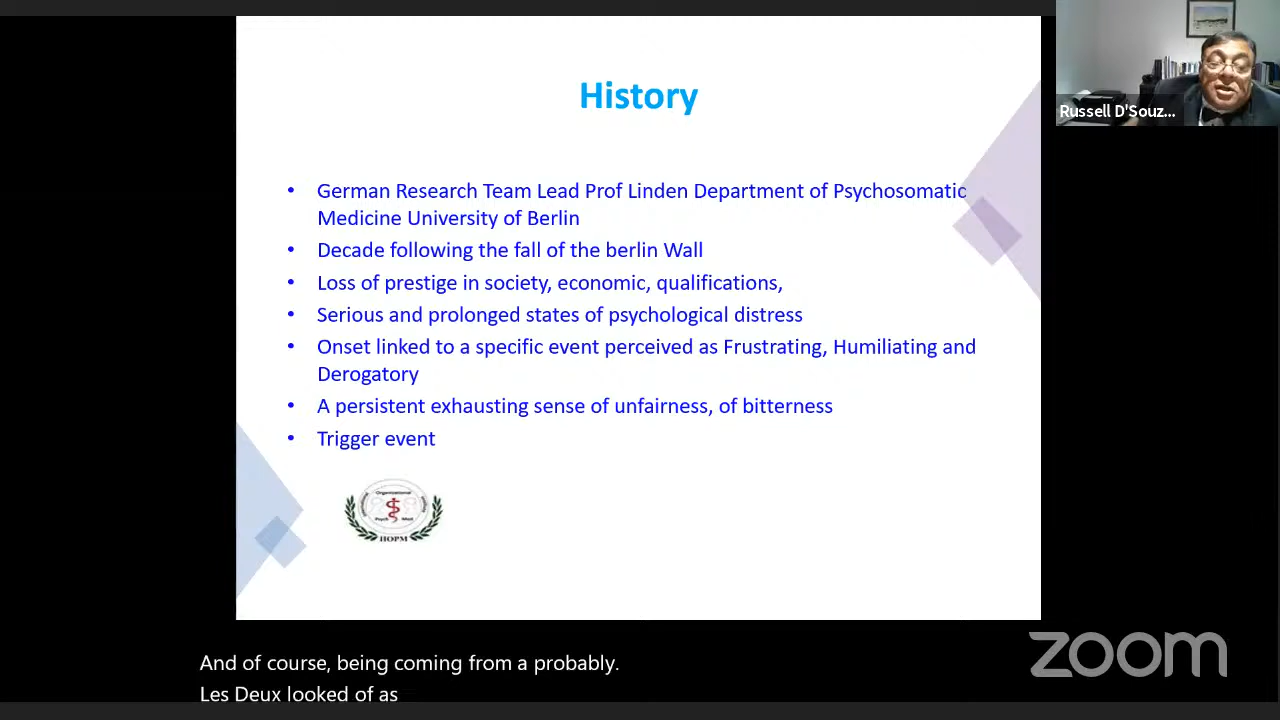 History
Russell D'Souz...
• German Research Team Lead Prof Linden Department of Psychosomatic
Medicine University of Berlin
• Decade following the fall of the berlin Wall
• Loss of prestige in society, economic, qualifications,
• Serious and prolonged states of psychological distress
• Onset linked to a specific event perceived as Frustrating, Humiliating and
Derogatory
• A persistent exhausting sense of unfairness, of bitterness
• Trigger event
Organizational
Psych
Med
IIOPM
And of course, being coming from a probably.
Les Deux looked of as
zoom